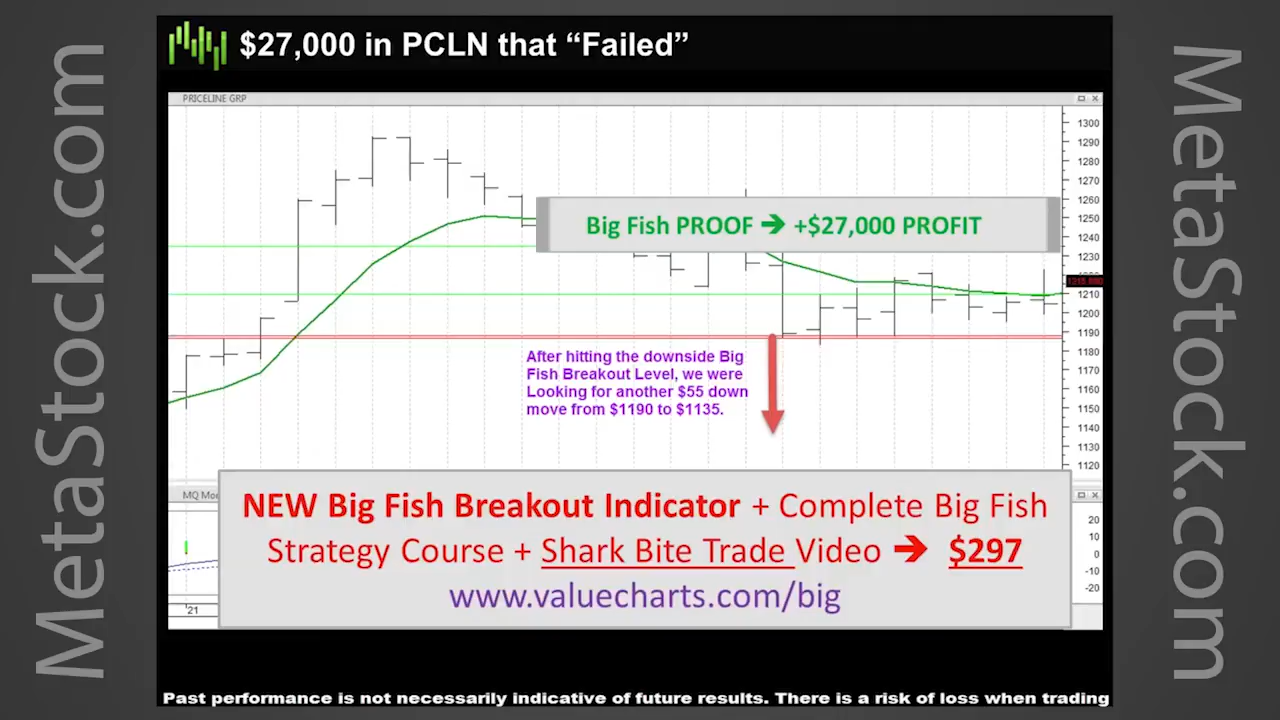 $27,000 in PCLN that “Failed”
MetaStock.com
MetaStock.com
PRICELINE GRP
1300
1290
1280
1270
1260
1250
1240
1230
1210
1200
1190
1180
1170
1160
1150
1140
1130
1120
Big Fish PROOF ➔ +$27,000 PROFIT
After hitting the downside Big
Fish Breakout Level, we were
Looking for another $55 down
move from $1190 to $1135.
NEW Big Fish Breakout Indicator + Complete Big Fish
Strategy Course + Shark Bite Trade Video ➔ $297
www.valuecharts.com/big
20
10
0
-10
-20
'21
Past performance is not necessarily indicative of future results. There is a risk of loss when trading